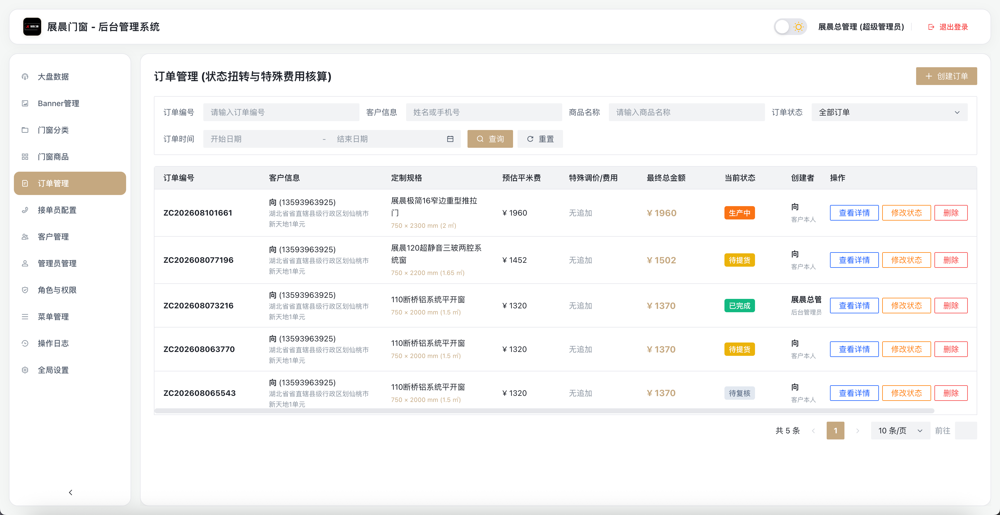 展晨门窗
展晨门窗 - 后台管理系统
展晨总管理 (超级管理员)
退出登录
大盘数据
Banner管理
门窗分类
门窗商品
订单管理
接单员配置
客户管理
管理员管理
角色与权限
菜单管理
操作日志
全局设置
订单管理 (状态扭转与特殊费用核算)
创建订单
订单编号 请输入订单编号 客户信息 姓名或手机号 商品名称 请输入商品名称 订单状态 全部订单
订单时间 开始日期 - 结束日期 查询 重置
订单编号 客户信息 定制规格 预估平米费 特殊调价/费用 最终总金额 当前状态 创建者 操作
ZC202608101661
向 (13593963925)
湖北省省直辖县级行政区划仙桃市
新天地1单元
展晨极简16窄边重型推拉
门
750 × 2300 mm (2 ㎡)
¥ 1960
无追加
¥ 1960
生产中
向
客户本人
查看详情 修改状态 删除
ZC202608077196
向 (13593963925)
湖北省省直辖县级行政区划仙桃市
新天地1单元
展晨120超静音三玻两腔系
统窗
750 × 2200 mm (1.65 ㎡)
¥ 1452
无追加
¥ 1502
待提货
向
客户本人
查看详情 修改状态 删除
ZC202608073216
向 (13593963925)
湖北省省直辖县级行政区划仙桃市
新天地1单元
110断桥铝系统平开窗
750 × 2000 mm (1.5 ㎡)
¥ 1320
无追加
¥ 1370
已完成
展晨总管
后台管理员
查看详情 修改状态 删除
ZC202608063770
向 (13593963925)
湖北省省直辖县级行政区划仙桃市
新天地1单元
110断桥铝系统平开窗
750 × 2000 mm (1.5 ㎡)
¥ 1320
无追加
¥ 1370
待提货
向
客户本人
查看详情 修改状态 删除
ZC202608065543
向 (13593963925)
湖北省省直辖县级行政区划仙桃市
新天地1单元
110断桥铝系统平开窗
750 × 2000 mm (1.5 ㎡)
¥ 1320
无追加
¥ 1370
待复核
向
客户本人
查看详情 修改状态 删除
共 5 条 1 10 条/页 前往